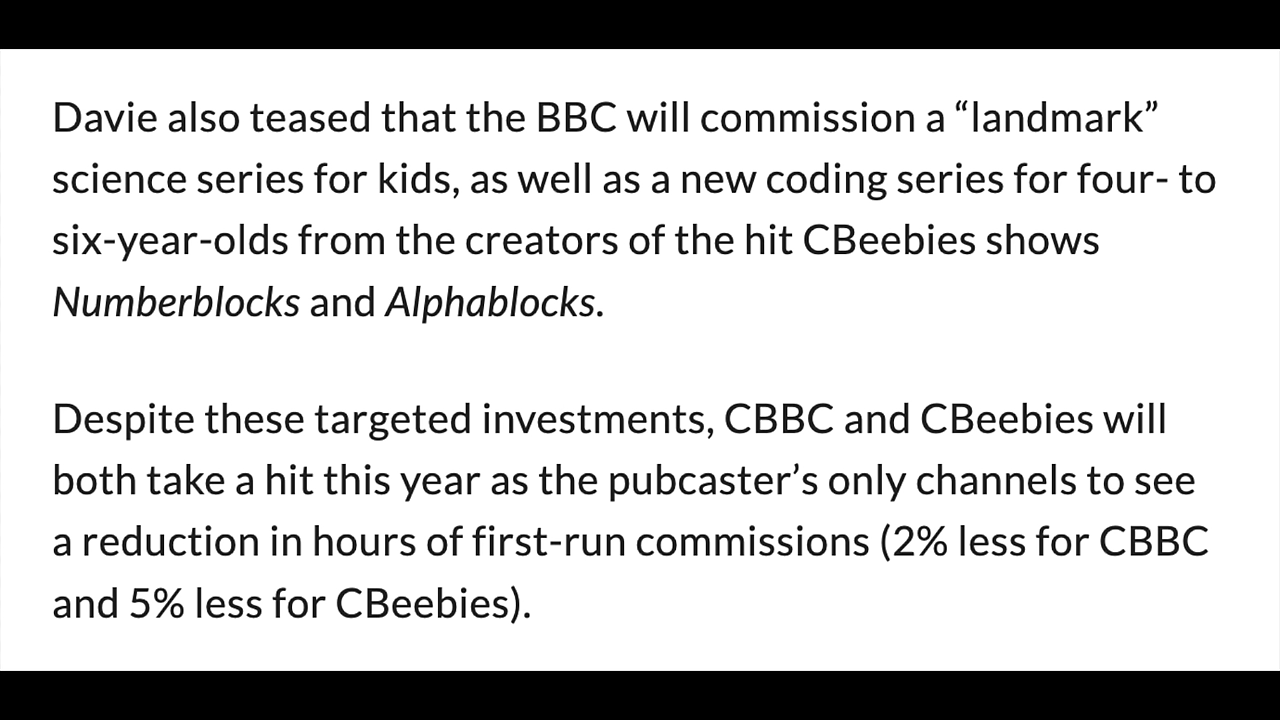 Davie also teased that the BBC will commission a “landmark”
science series for kids, as well as a new coding series for four- to
six-year-olds from the creators of the hit CBeebies shows
Numberblocks and Alphablocks.
Despite these targeted investments, CBBC and CBeebies will
both take a hit this year as the pubcaster’s only channels to see
a reduction in hours of first-run commissions (2% less for CBBC
and 5% less for CBeebies).